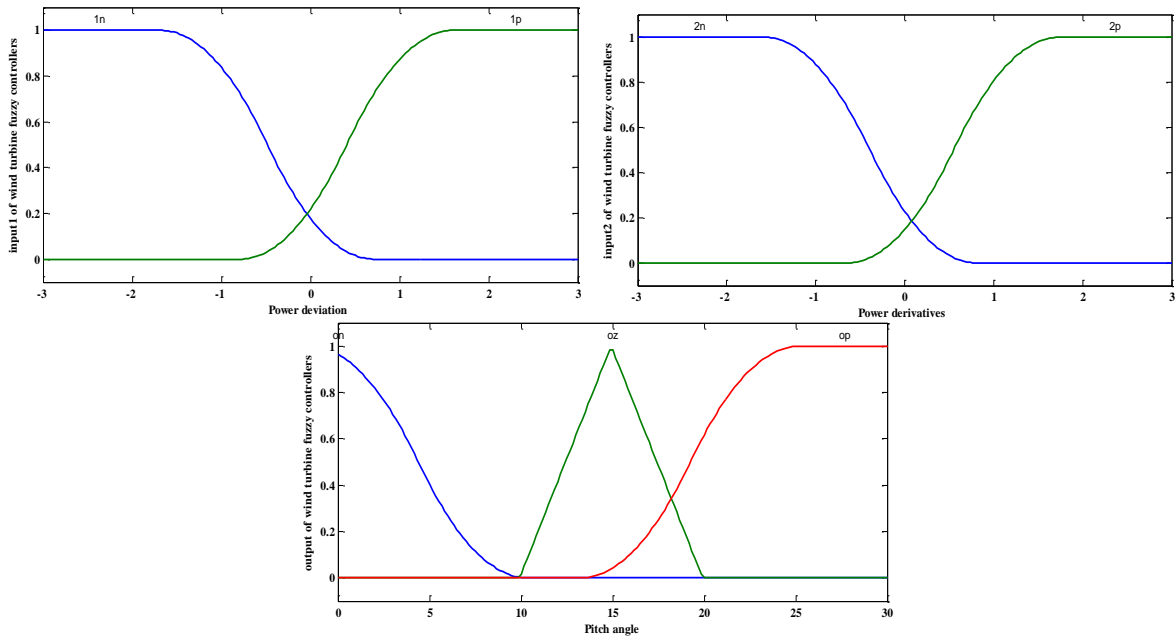 1n 1p
1
0.8
0.6
0.4
0.2
0
-3 -2 -1 0 1 2 3
Power deviation
input1 of wind turbine fuzzy controllers
2n 2p
1
0.8
0.6
0.4
0.2
0
-3 -2 -1 0 1 2 3
Power derivatives
input2 of wind turbine fuzzy controllers
on oz op
1
0.8
0.6
0.4
0.2
0
0 5 10 15 20 25 30
Pitch angle
output of wind turbine fuzzy controllers